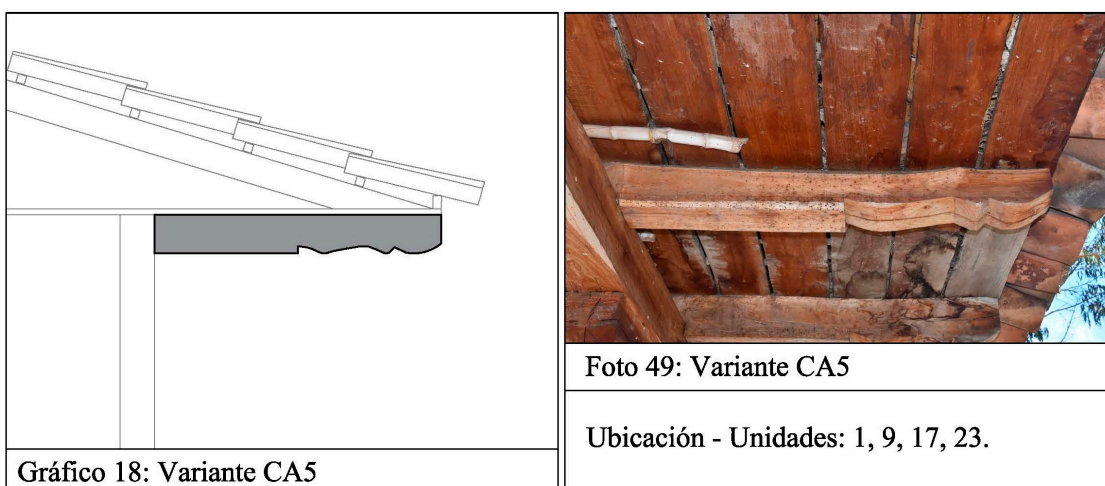 Gráfico 18: Variante CA5
Foto 49: Variante CA5
Ubicación - Unidades: 1, 9, 17, 23.